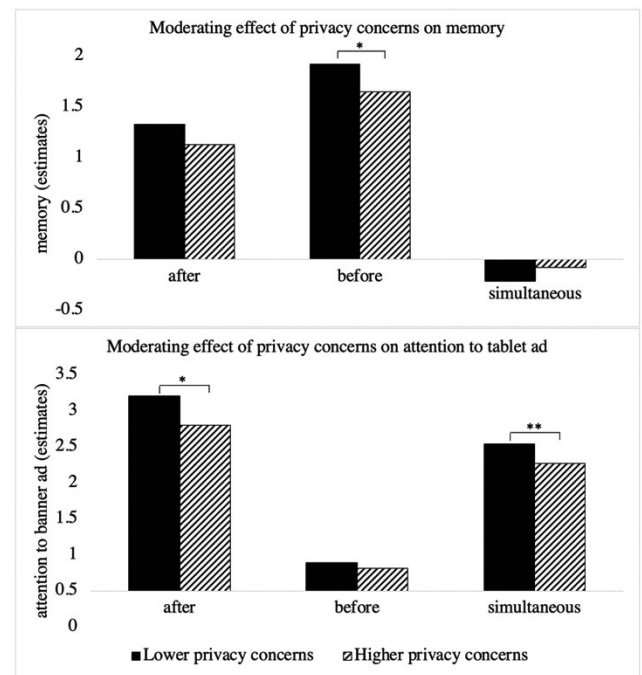 Moderating effect of privacy concerns on memory
2
1.5
1
0.5
0
-0.5
memory (estimates)
*
after
before
simultaneous
Moderating effect of privacy concerns on attention to tablet ad
3.5
3
2.5
2
1.5
1
0.5
0
attention to banner ad (estimates)
*
**
after
before
simultaneous
Lower privacy concerns
Higher privacy concerns